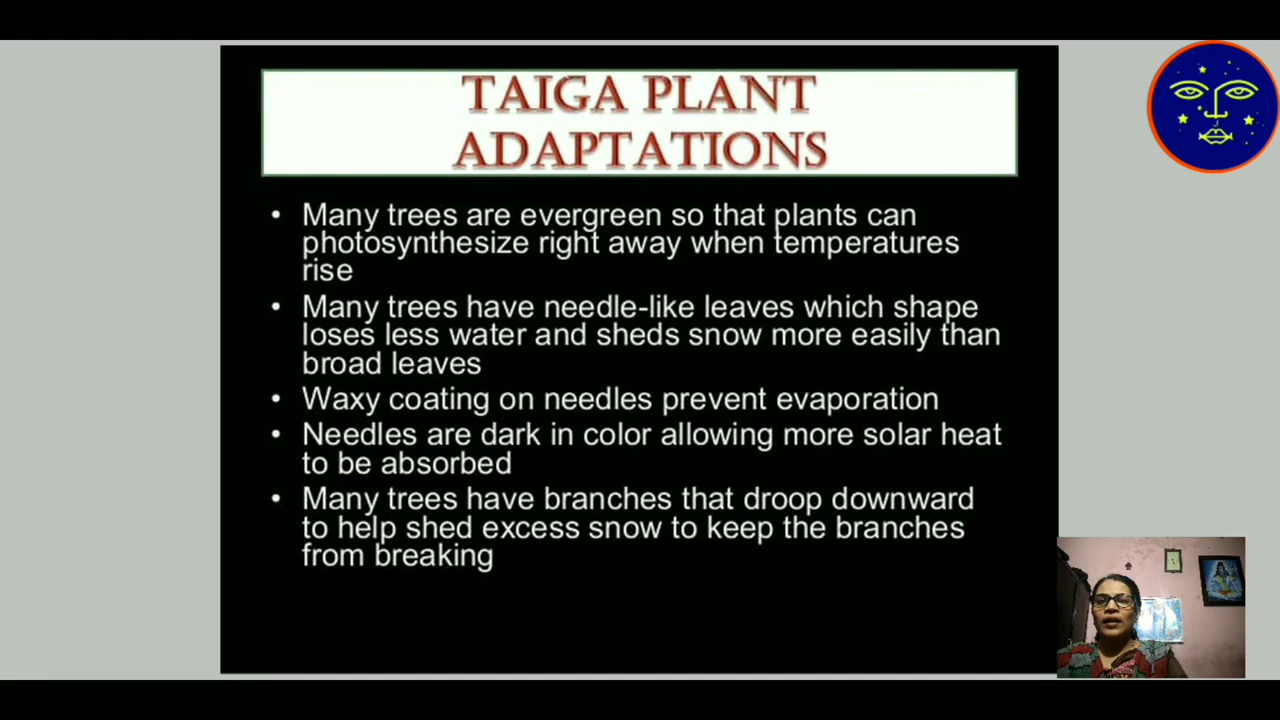 TAIGA PLANT
ADAPTATIONS
• Many trees are evergreen so that plants can
photosynthesize right away when temperatures
rise
• Many trees have needle-like leaves which shape
loses less water and sheds snow more easily than
broad leaves
• Waxy coating on needles prevent evaporation
• Needles are dark in color allowing more solar heat
to be absorbed
• Many trees have branches that droop downward
to help shed excess snow to keep the branches
from breaking